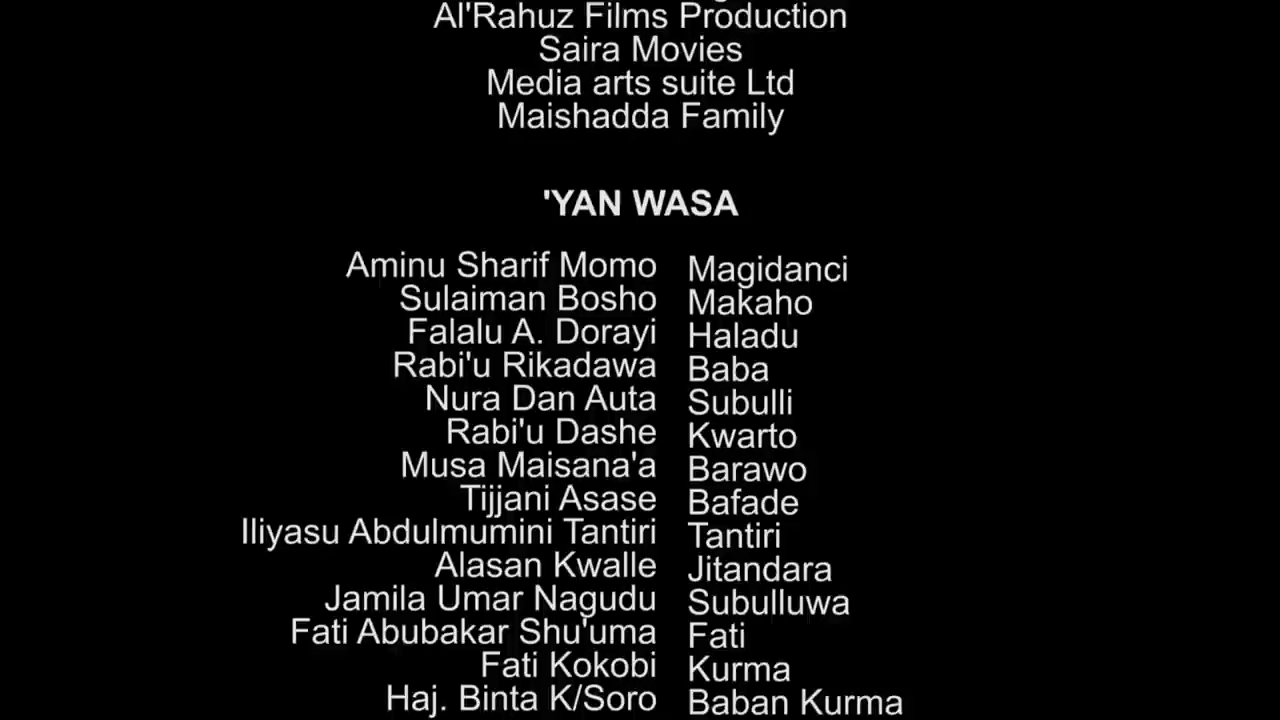 Al'Rahuz Films Production
Saira Movies
Media arts suite Ltd
Maishadda Family
'YAN WASA
Aminu Sharif Momo Magidanci
Sulaiman Bosho Makaho
Falalu A. Dorayi Haladu
Rabi'u Rikadawa Baba
Nura Dan Auta Subulli
Rabi'u Dashe Kwarto
Musa Maisana'a Barawo
Tijjani Asase Bafade
Iliyasu Abdulmumini Tantiri Tantiri
Alasan Kwalle Jitandara
Jamila Umar Nagudu Subulluwa
Fati Abubakar Shu'uma Fati
Fati Kokobi Kurma
Haj. Binta K/Soro Baban Kurma